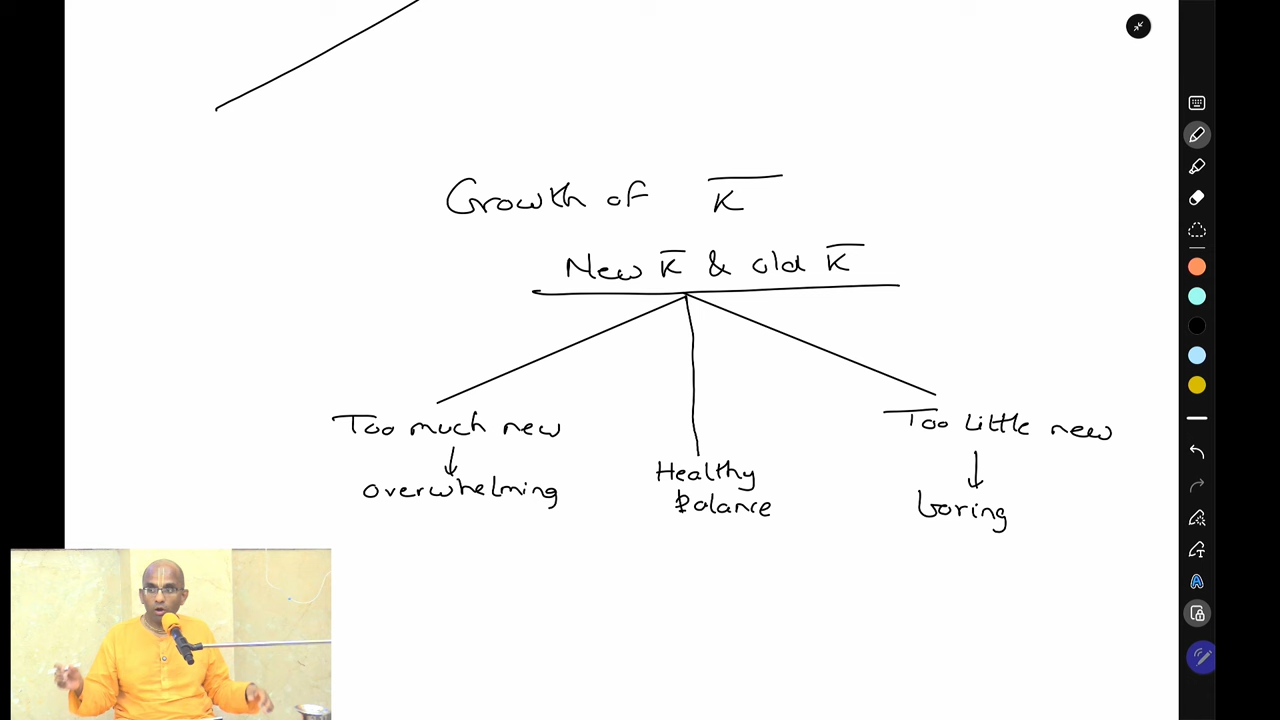 Growth of K̅
New K̅ & old K̅
Too much new
Too little new
↓
↓
overwhelming
Healthy
Balance
boring